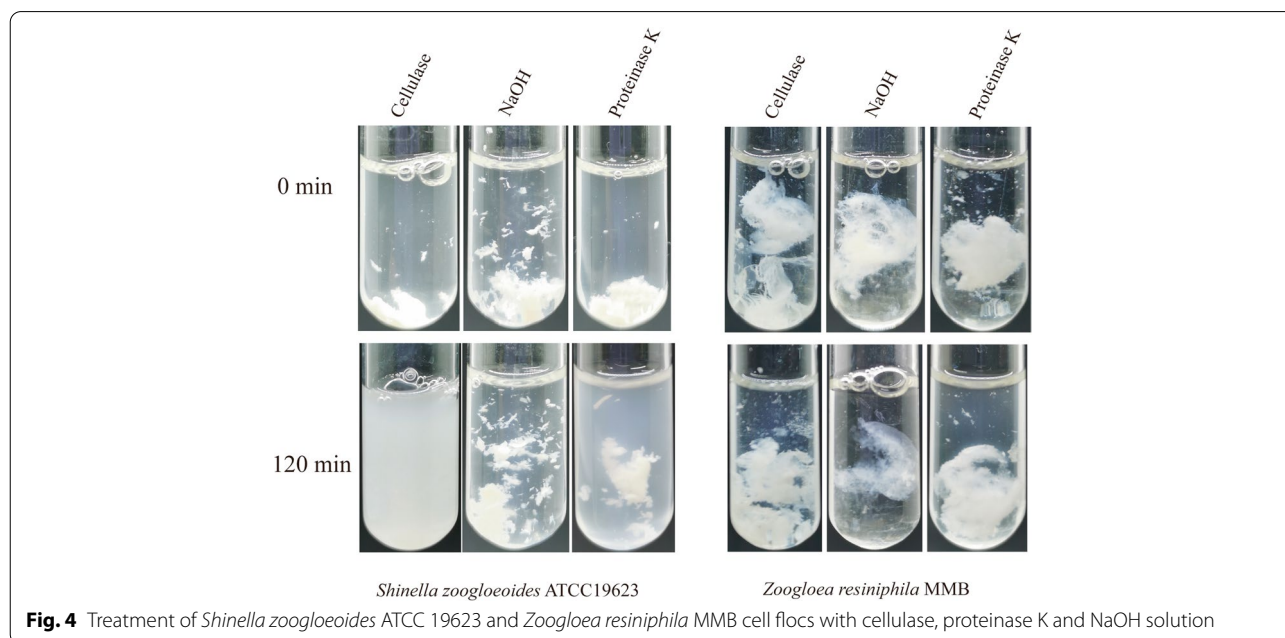 Cellulase NaOH Proteinase K Cellulase NaOH Proteinase K
0 min
120 min
Shinella zoogloeoides ATCC19623 Zoogloea resiniphila MMB
Fig. 4 Treatment of Shinella zoogloeoides ATCC 19623 and Zoogloea resiniphila MMB cell flocs with cellulase, proteinase K and NaOH solution